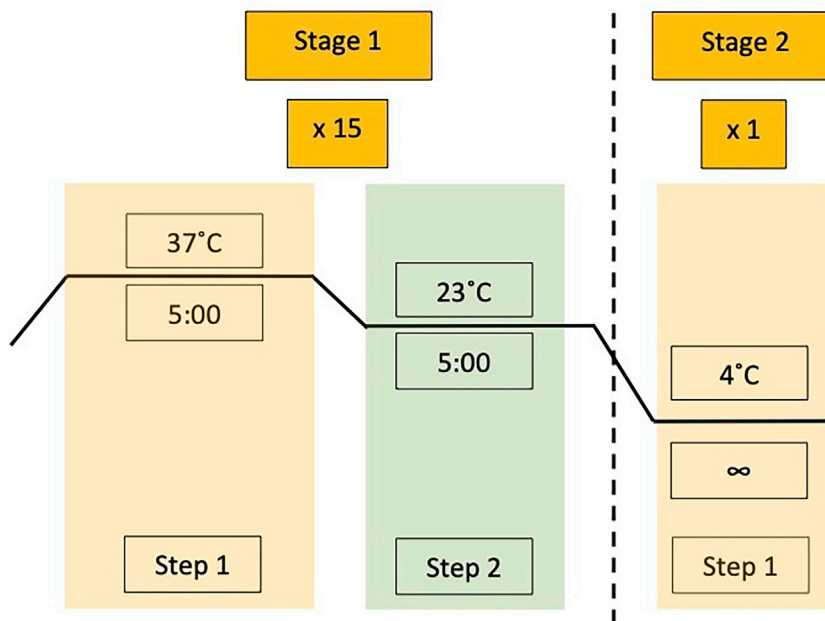 Stage 1
Stage 2
x 15
x 1
37˚C
5:00
23˚C
5:00
4˚C
∞
Step 1
Step 2
Step 1